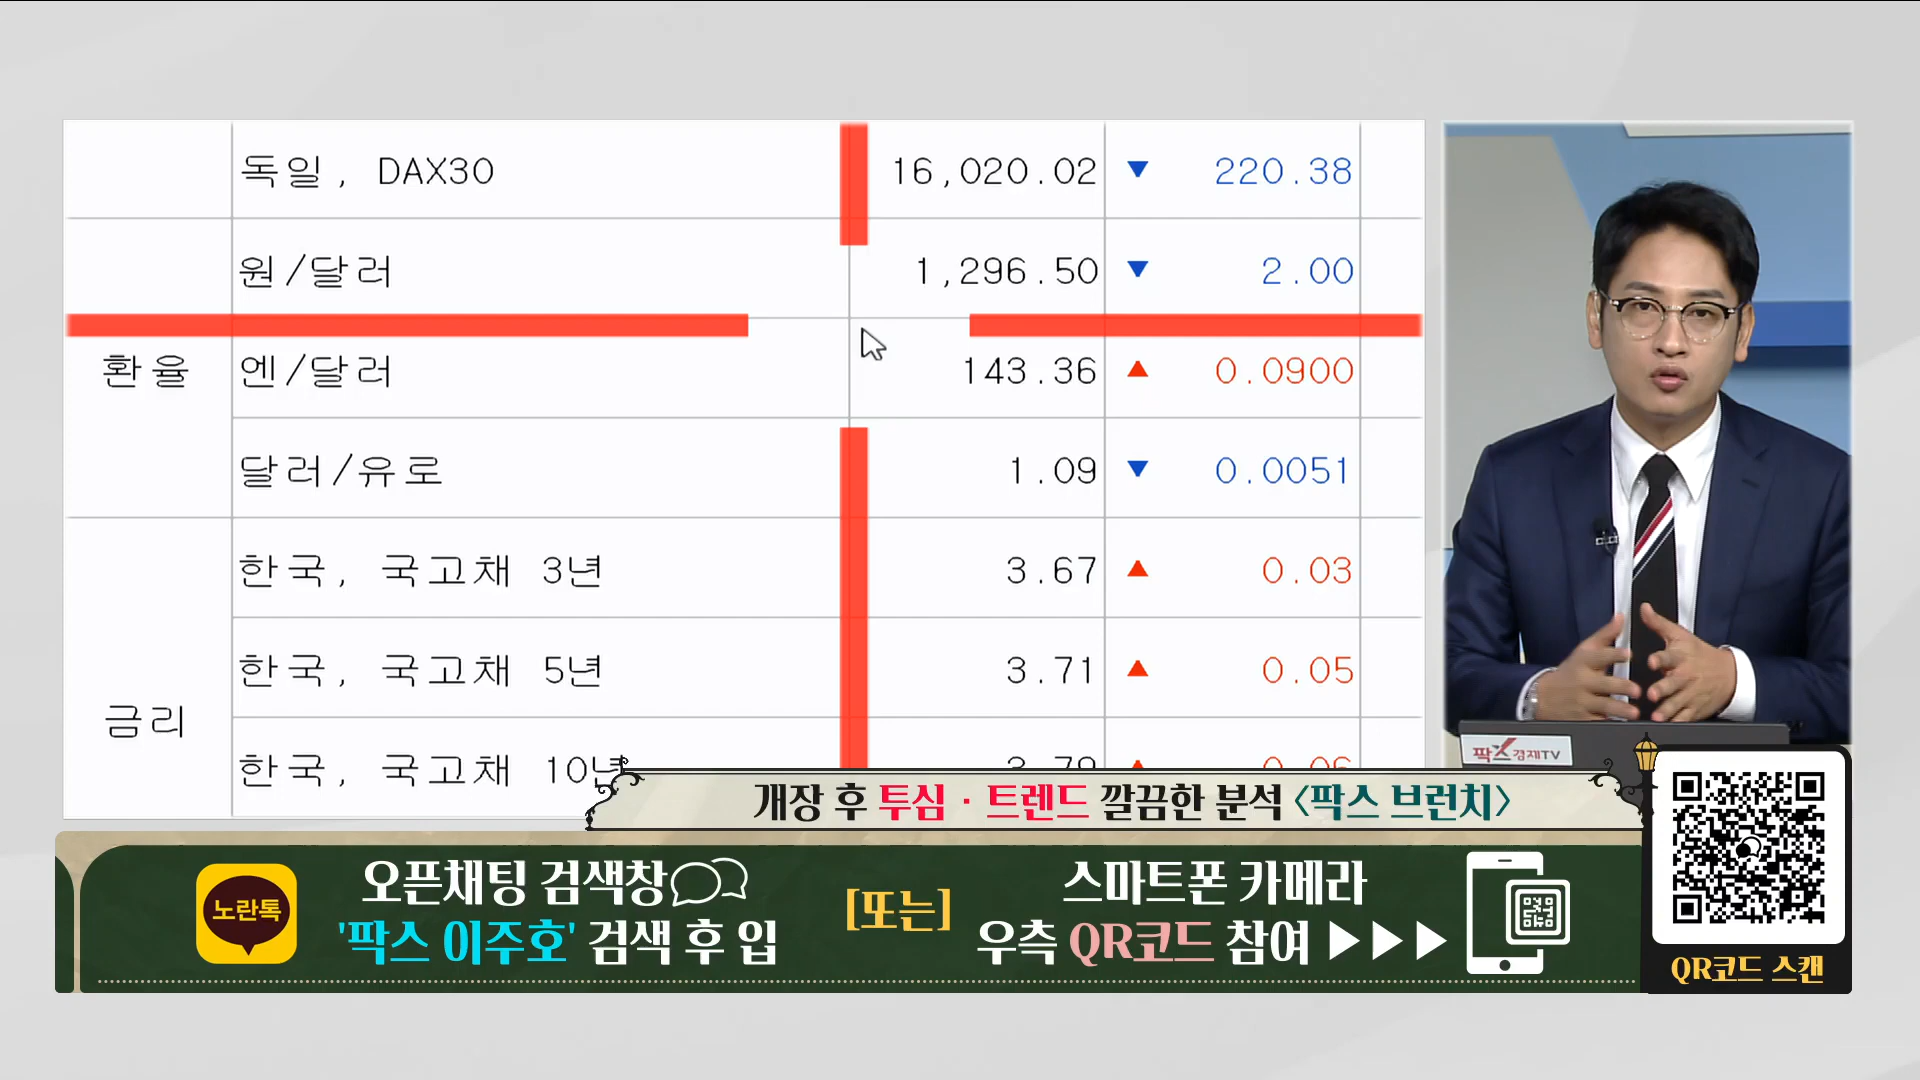 독일, DAX30 16,020.02 ▼ 220.38
원/달러 1,296.50 ▼ 2.00
환율 엔/달러 143.36 ▲ 0.0900
달러/유로 1.09 ▼ 0.0051
한국, 국고채 3년 3.67 ▲ 0.03
한국, 국고채 5년 3.71 ▲ 0.05
금리
한국, 국고채 10년
팍스경제TV
개장 후 투심·트렌드 깔끔한 분석 〈팍스 브런치〉
노란톡
오픈채팅 검색창
'팍스 이주호' 검색 후 입
[또는]
스마트폰 카메라
우측 QR코드 참여 ▶▶▶
QR코드 스캔